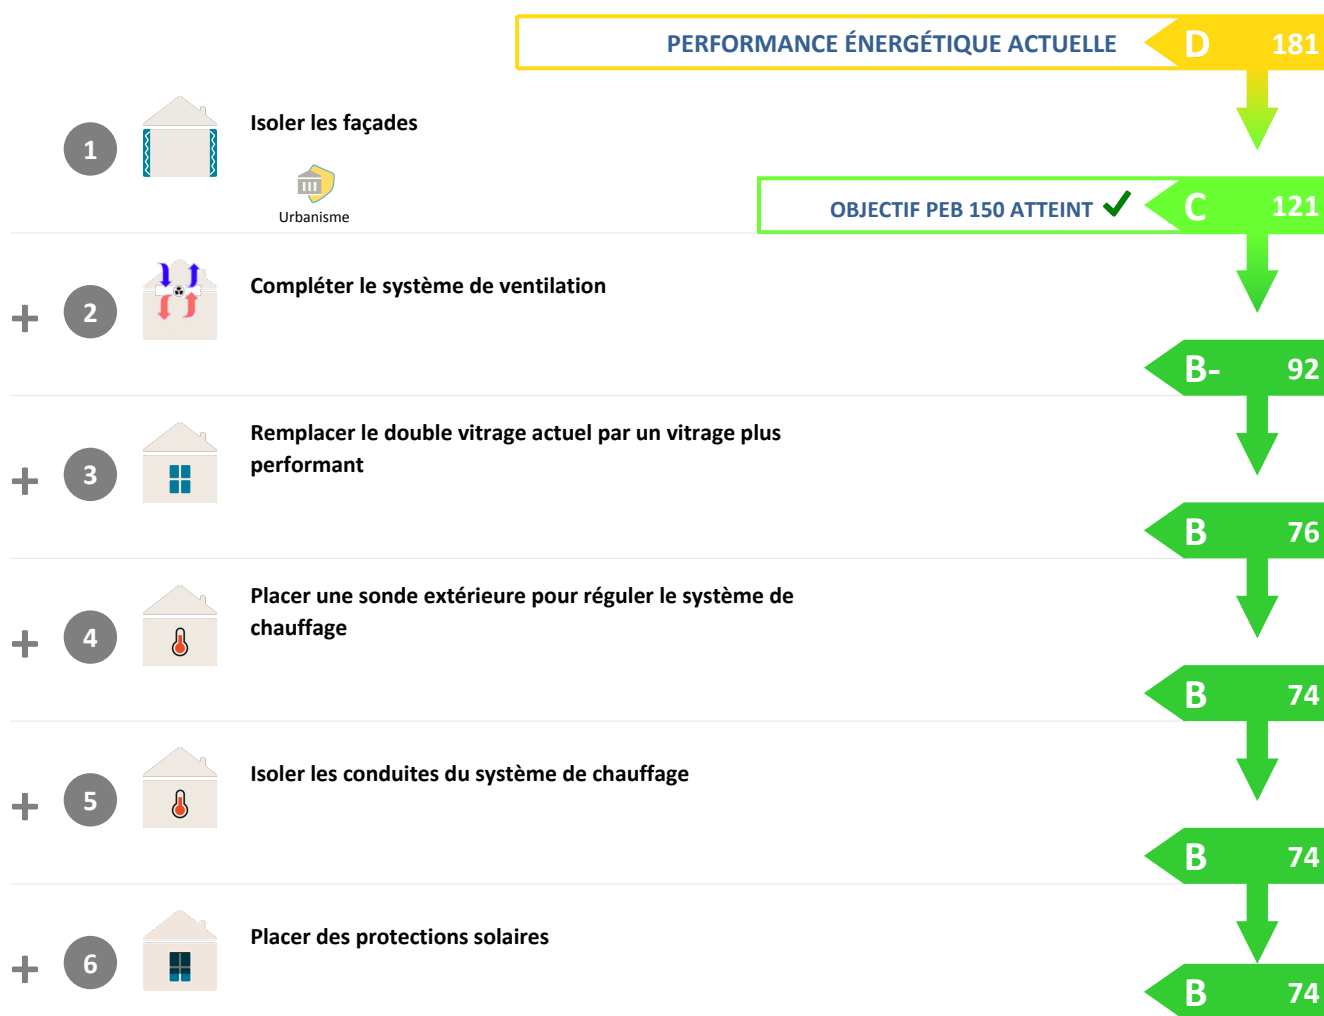 PERFORMANCE ÉNERGÉTIQUE ACTUELLE D 181
1 Isoler les façades
Urbanisme
OBJECTIF PEB 150 ATTEINT ✓ C 121
+ 2 Compléter le système de ventilation
B- 92
+ 3 Remplacer le double vitrage actuel par un vitrage plus
performant
B 76
+ 4 Placer une sonde extérieure pour réguler le système de
chauffage
B 74
+ 5 Isoler les conduites du système de chauffage
B 74
+ 6 Placer des protections solaires
B 74